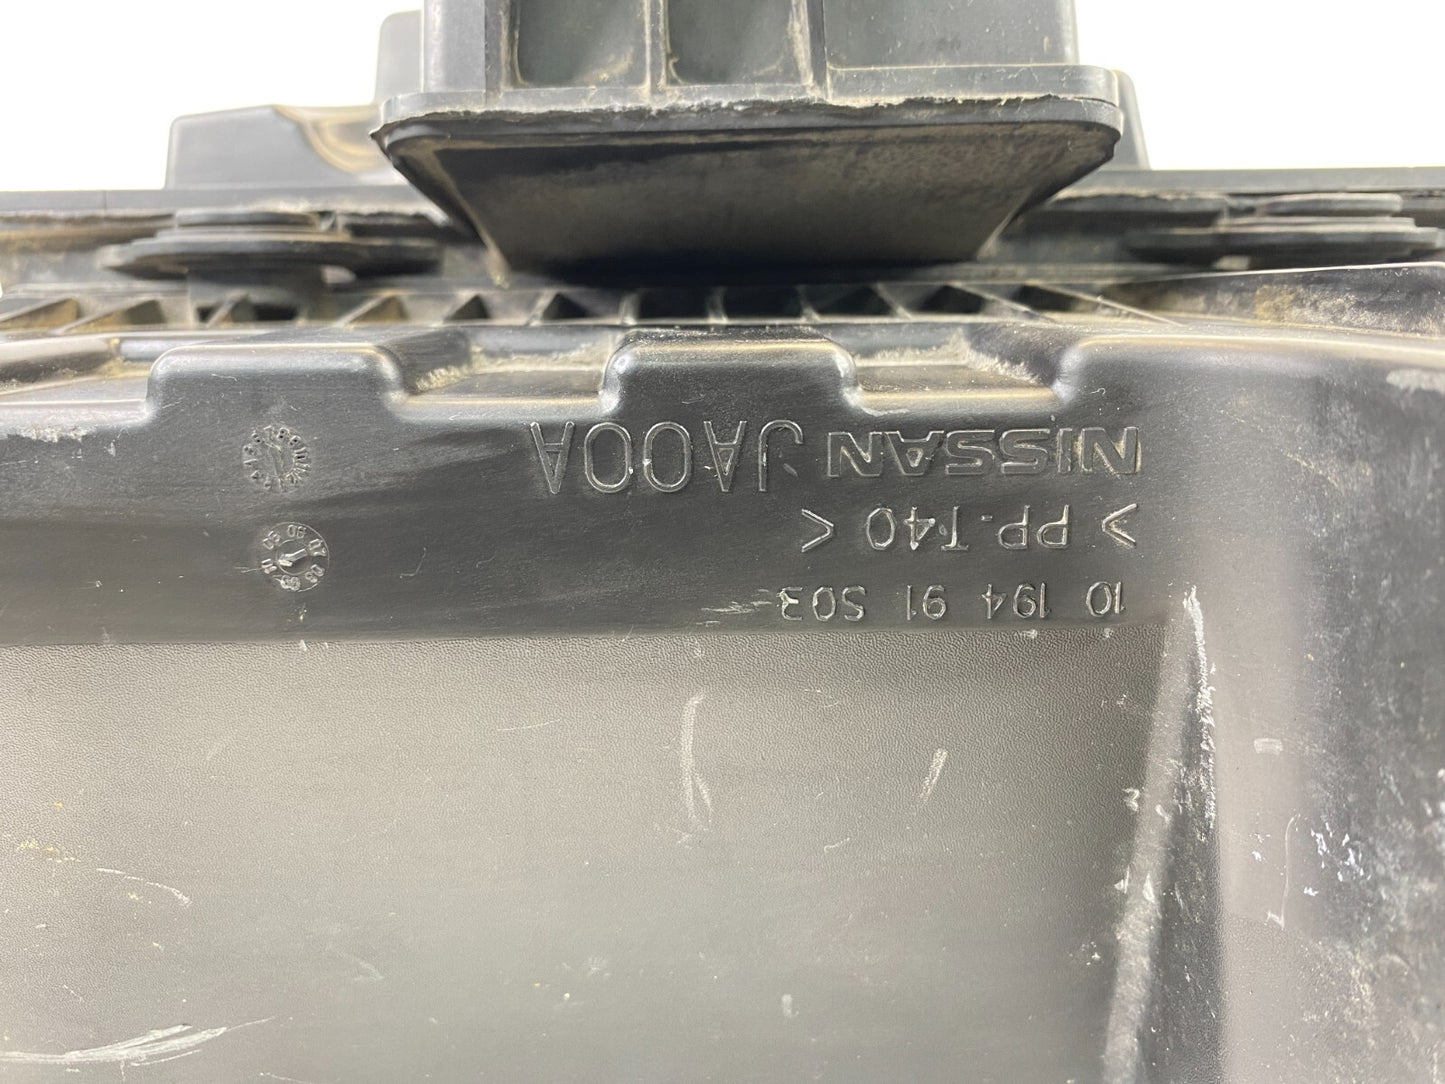 NISSAN JA00A
> PP-T40 <
10 194 91 S03